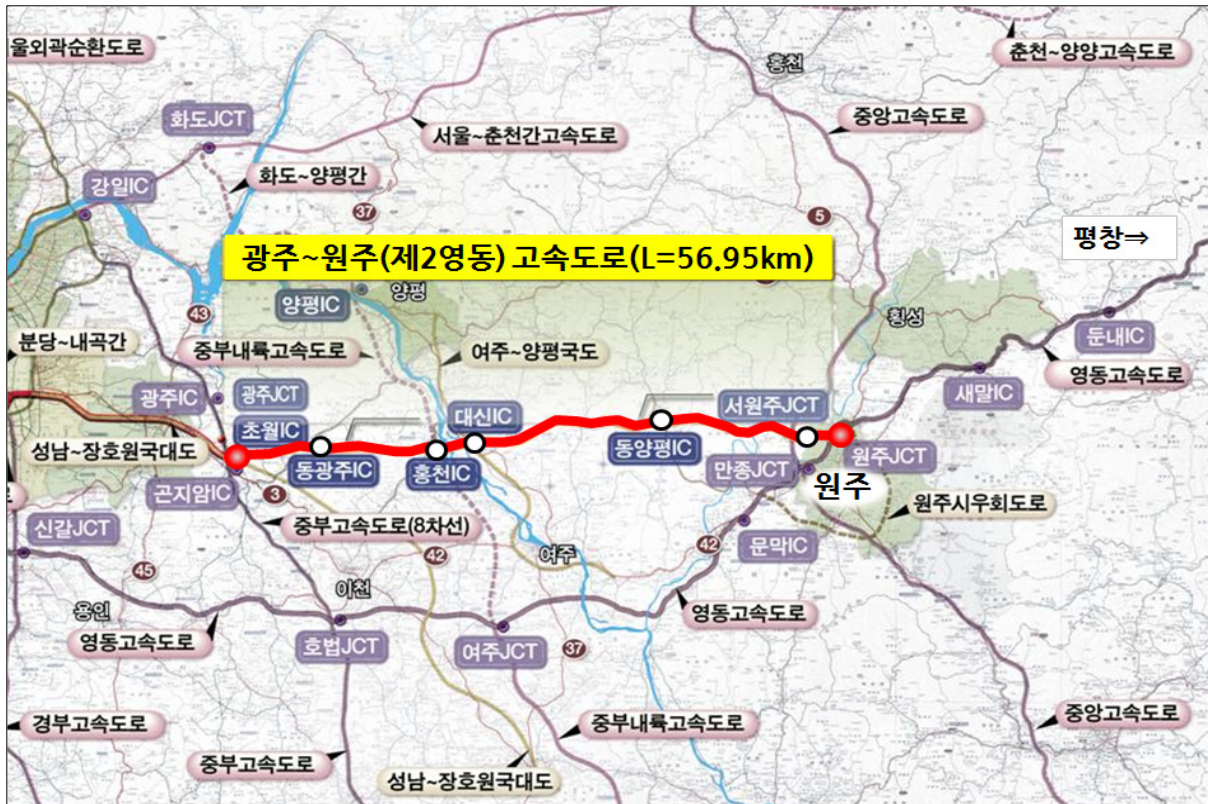 울외곽순환도로
춘천~양양고속도로
홍천
화도JCT
중앙고속도로
서울~춘천간고속도로
강일IC
화도~양평간
37
5
평창⇒
광주~원주(제2영동) 고속도로(L=56.95km)
양평IC
양평
43
횡성
분당~내곡간
중부내륙고속도로
여주~양평국도
둔내IC
영동고속도로
새말IC
광주IC
광주JCT
대신IC
서원주JCT
초월IC
성남~장호원국대도
동광주IC
홍천IC
동양평IC
만종JCT
원주JCT
원주
곤지암IC
3
원주시우회도로
중부고속도로(8차선)
신갈JCT
42
42
문막IC
여주
45
이천
용인
영동고속도로
영동고속도로
호법JCT
여주JCT
37
경부고속도로
중부내륙고속도로
중앙고속도로
중부고속도로
성남~장호원국대도